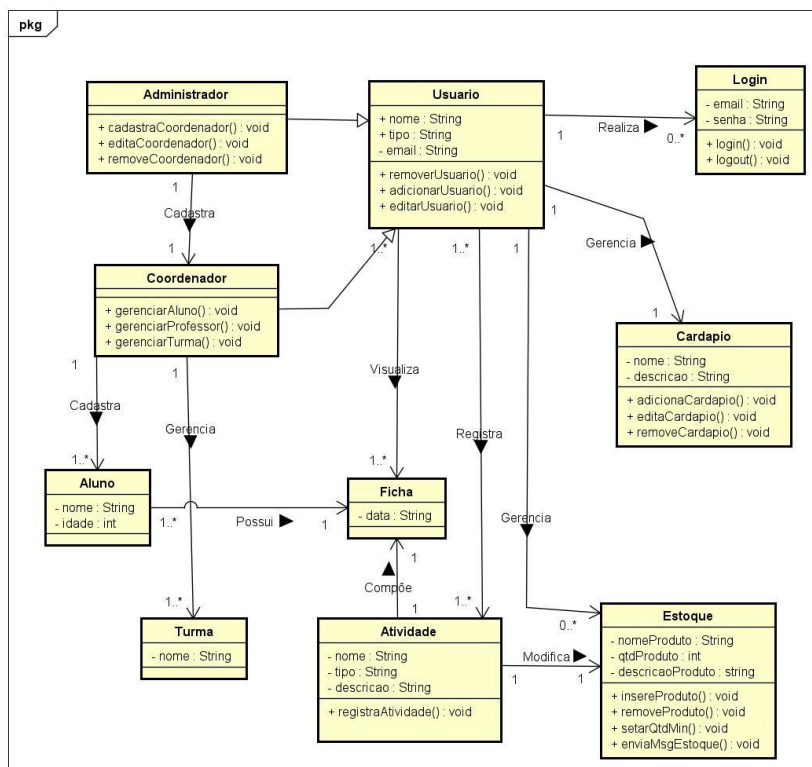 pkg
Administrador
+ cadastraCoordenador() : void
+ editaCoordenador() : void
+ removeCoordenador() : void
Usuario
+ nome : String
+ tipo : String
- email : String
+ removerUsuario() : void
+ adicionarUsuario() : void
+ editarUsuario() : void
Login
- email : String
- senha : String
+ login() : void
+ logout() : void
1
Realiza
0..*
1
Cadastra
1
1
Gerencia
1
Coordenador
+ gerenciarAluno() : void
+ gerenciarProfessor() : void
+ gerenciarTurma() : void
1..*
1..*
1
Cardapio
- nome : String
- descricao : String
+ adicionaCardapio() : void
+ editaCardapio() : void
+ removeCardapio() : void
1
1
Cadastra
Gerencia
Visualiza
Registra
1..*
1..*
Aluno
- nome : String
- idade : int
1..*
Possui
1
Ficha
- data : String
Gerencia
1
Compõe
1
1..*
1..*
0..*
Turma
- nome : String
Atividade
- nome : String
- tipo : String
- descricao : String
+ registraAtividade() : void
Modifica
1
1
Estoque
- nomeProduto : String
- qtdProduto : int
- descricaoProduto : string
+ insereProduto() : void
+ removeProduto() : void
+ setarQtdMin() : void
+ enviaMsgEstoque() : void